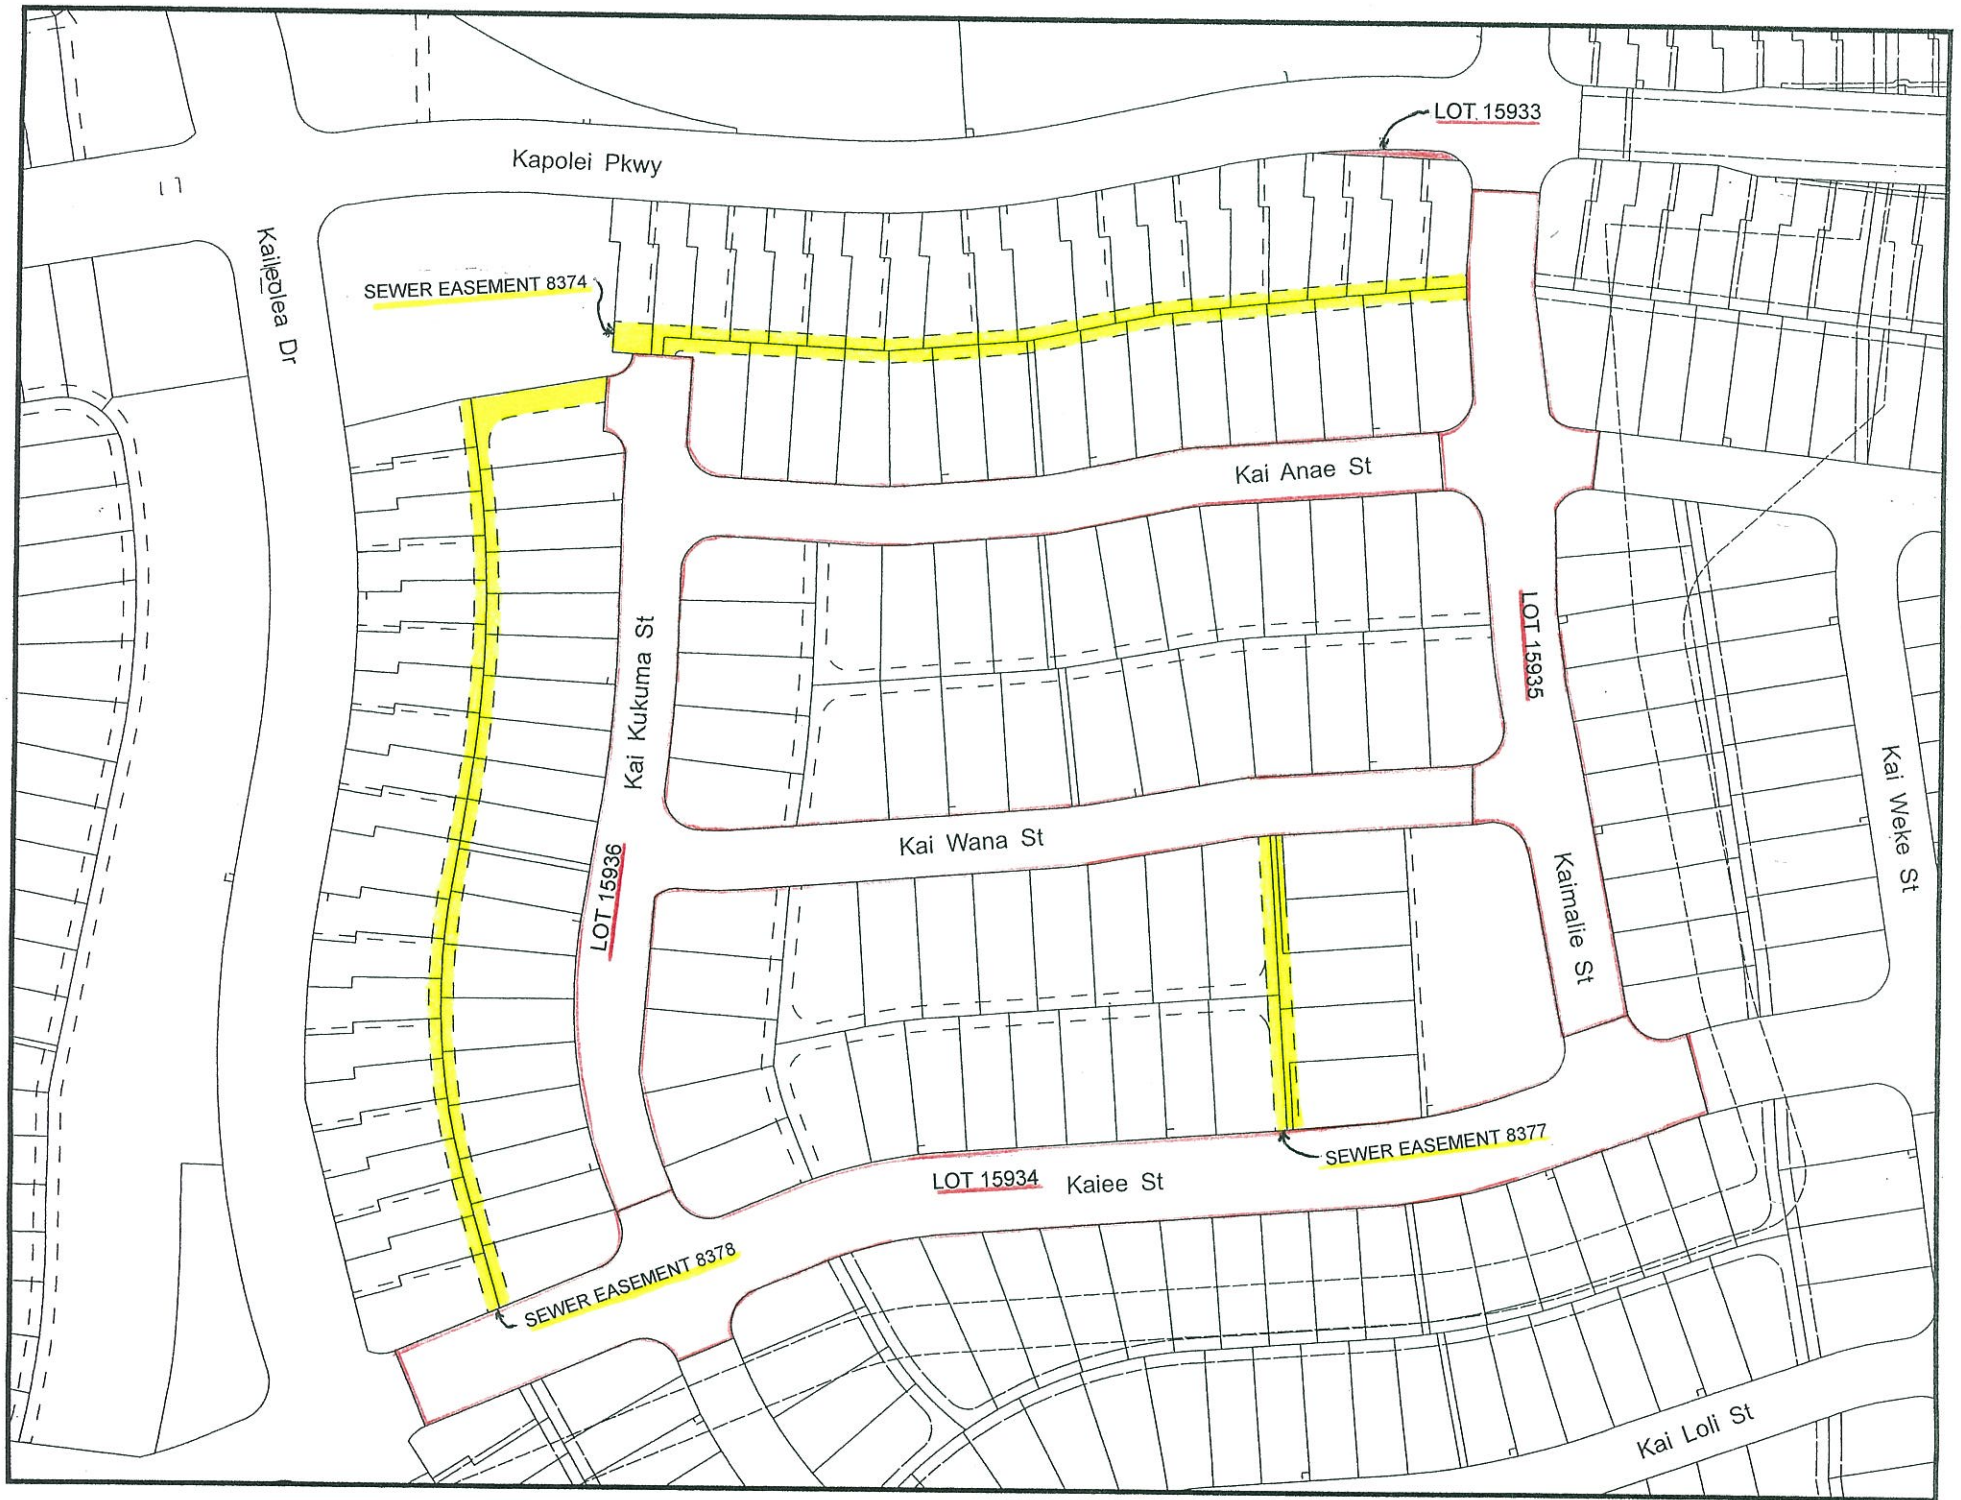 LOT 15933
Kapolei Pkwy
Kaileolea Dr
SEWER EASEMENT 8374
Kai Anae St
LOT 15935
Kai Kukuma St
Kai Weke St
Kai Wana St
LOT 15936
Kaimalie St
SEWER EASEMENT 8377
LOT 15934
Kaiee St
SEWER EASEMENT 8378
Kai Loli St